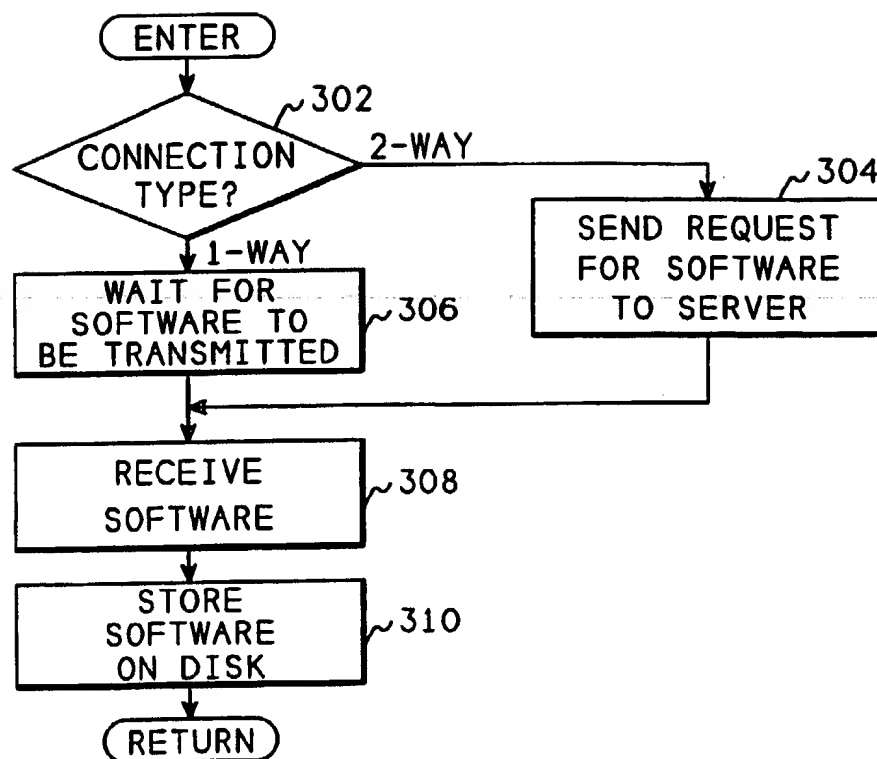 ENTER
302
CONNECTION
TYPE?
2-WAY
304
SEND REQUEST
FOR SOFTWARE
TO SERVER
1-WAY
WAIT FOR
SOFTWARE TO
BE TRANSMITTED
306
RECEIVE
SOFTWARE
308
STORE
SOFTWARE
ON DISK
310
RETURN